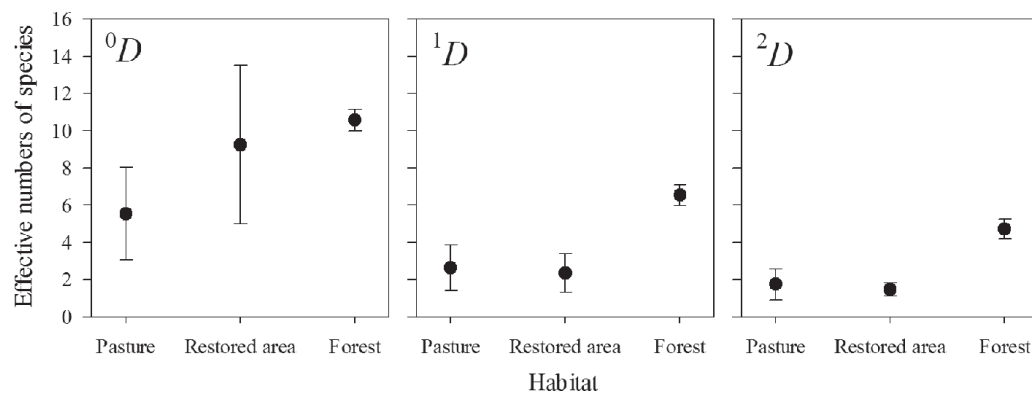 Effective numbers of species
16
14
12
10
8
6
4
2
0
⁰D
¹D
²D
Pasture Restored area Forest
Pasture Restored area Forest
Pasture Restored area Forest
Habitat